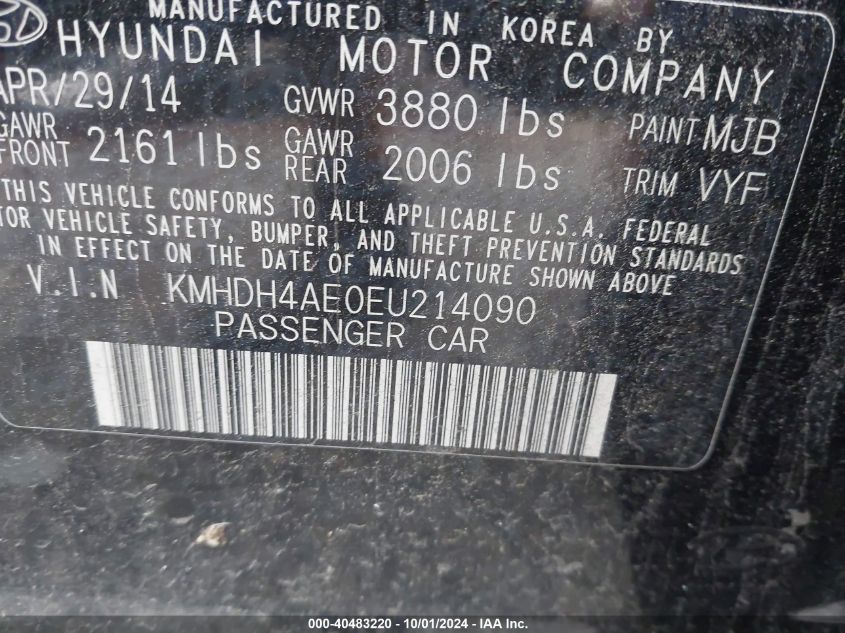 MANUFACTURED IN KOREA BY
HYUNDAI MOTOR COMPANY
APR/29/14 GVWR 3880 lbs PAINT MJB
GAWR FRONT 2161 lbs GAWR REAR 2006 lbs TRIM VYF
THIS VEHICLE CONFORMS TO ALL APPLICABLE U.S.A. FEDERAL
TOR VEHICLE SAFETY, BUMPER, AND THEFT PREVENTION STANDARDS
IN EFFECT ON THE DATE OF MANUFACTURE SHOWN ABOVE
V.I.N KMHDH4AE0EU214090
PASSENGER CAR
000-40483220 - 10/01/2024 - IAA Inc.